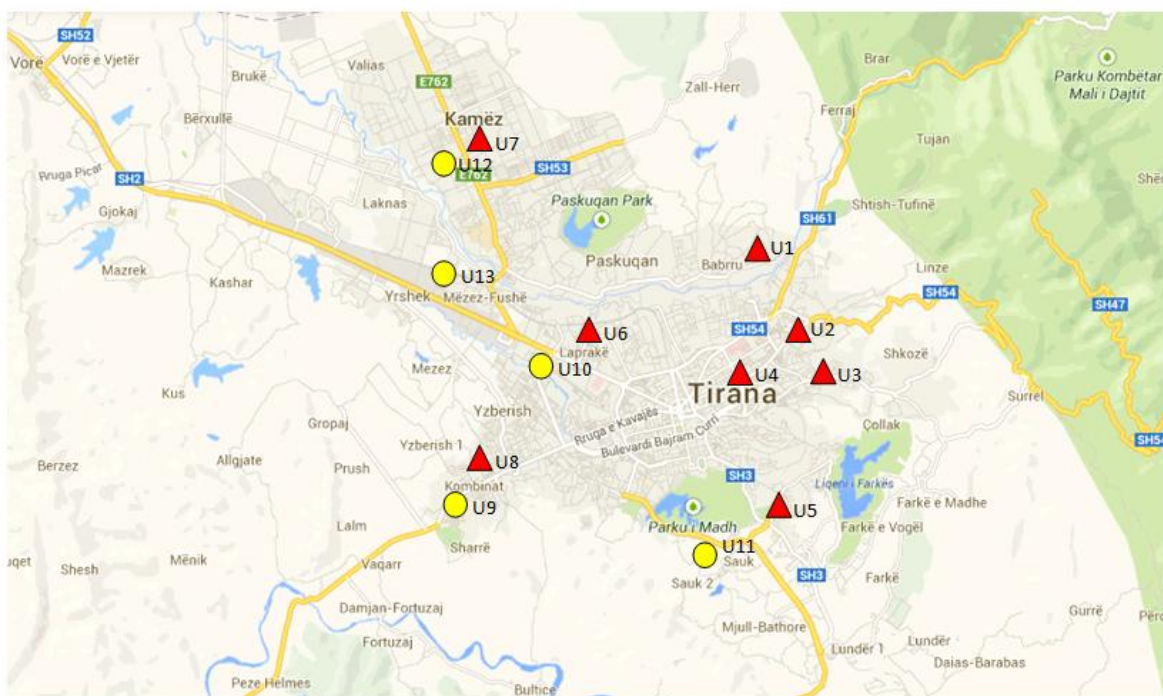 SH52
Vorë
Vorë e Vjetër
Valias
Brukë
E762
Brar
Parku Kombëtar
Mali i Dajtit
Zall-Herr
Bërxullë
Kamëz
U7
Ferraj
Tujan
U12
E762
SH53
Rruga Picar
SH2
Gjokaj
Laknas
Paskuqan Park
Shtish-Tufinë
SH61
U1
Paskuqan
Babrru
Linze
Mazrek
Kashar
U13
Yrshek
Mëzez-Fushë
SH54
SH47
U6
SH54
U2
Laprakë
Shkozë
Mezez
U10
U4
U3
Kus
Tirana
Surrel
Yzberish
Gropaj
Rruga e Kavajës
Bulevardi Bajram Curri
Çollak
SH54
Yzberish 1
Berzez
Allgjate
Prush
U8
Kombinat
SH3
Liqeni i Farkës
Farkë e Madhe
U9
U5
Lalm
Parku i Madh
Farkë e Vogël
Sharrë
U11
Sauk
Mënik
Shesh
Vaqarr
Sauk 2
SH3
Farkë
Damjan-Fortuzaj
Gurrë
Mjull-Bathore
Fortuzaj
Lundër
Lundër 1
Daias-Barabas
Peze Helmes
Bultice